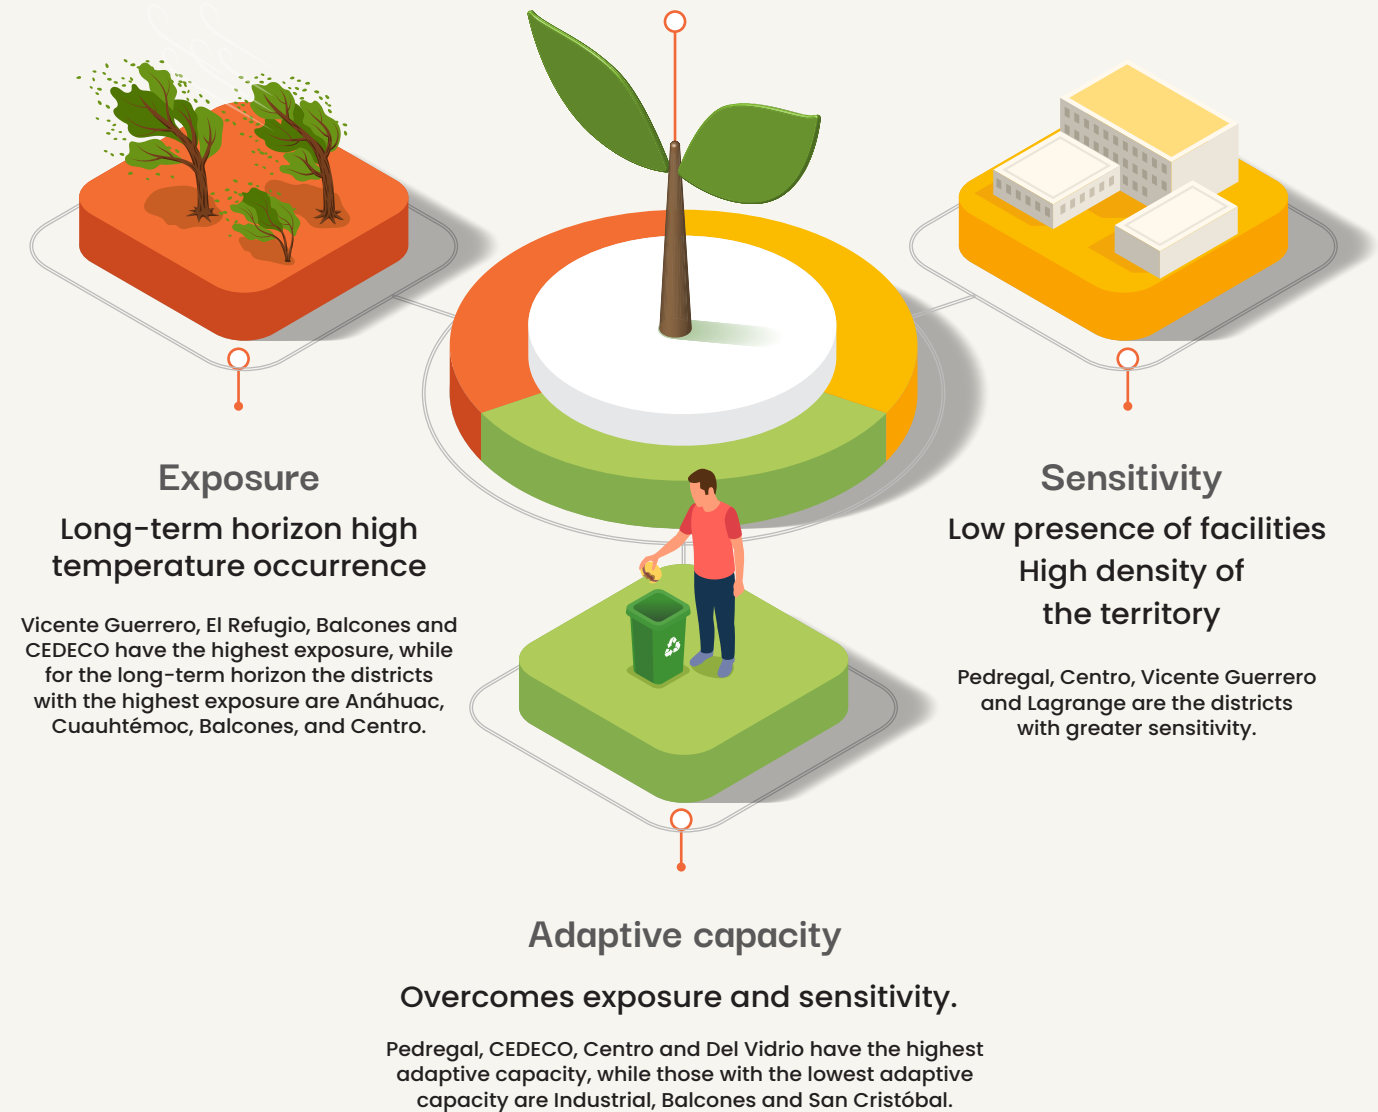 Exposure
Long-term horizon high
temperature occurrence
Vicente Guerrero, El Refugio, Balcones and
CEDECO have the highest exposure, while
for the long-term horizon the districts
with the highest exposure are Anáhuac,
Cuauhtémoc, Balcones, and Centro.
Sensitivity
Low presence of facilities
High density of
the territory
Pedregal, Centro, Vicente Guerrero
and Lagrange are the districts
with greater sensitivity.
Adaptive capacity
Overcomes exposure and sensitivity.
Pedregal, CEDECO, Centro and Del Vidrio have the highest
adaptive capacity, while those with the lowest adaptive
capacity are Industrial, Balcones and San Cristóbal.